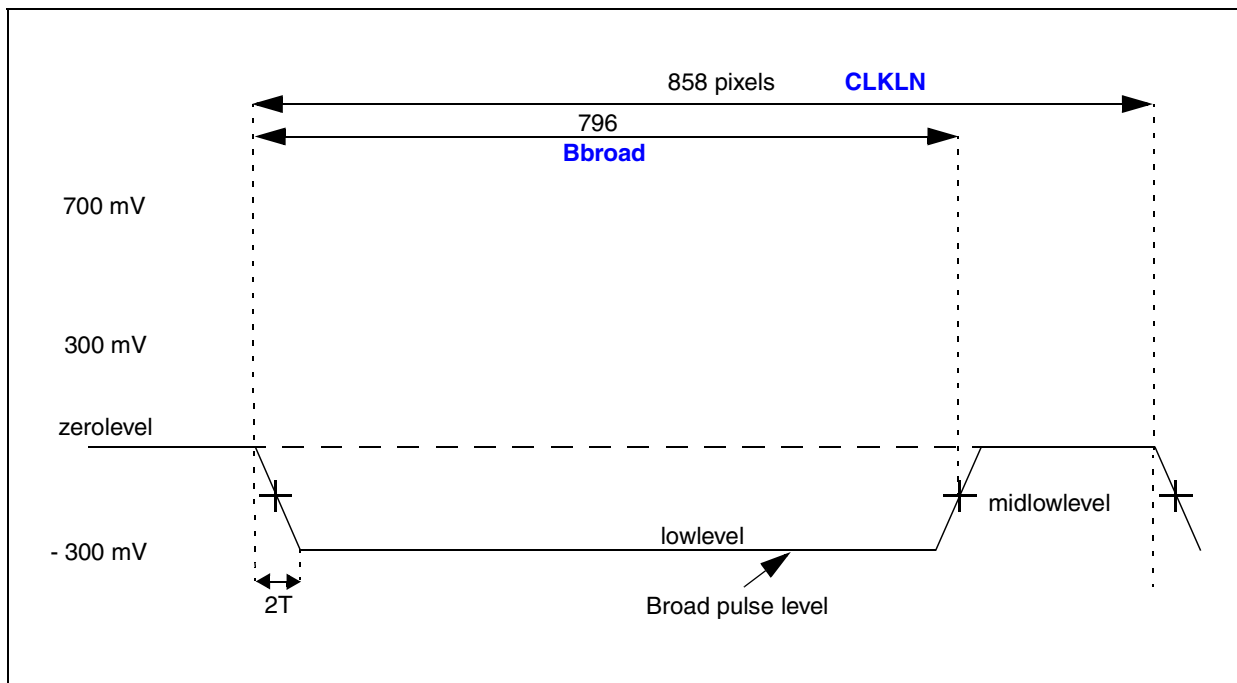 858 pixels CLKLN
796
Bbroad
700 mV
300 mV
zerolevel
midlowlevel
lowlevel
- 300 mV
2T
Broad pulse level